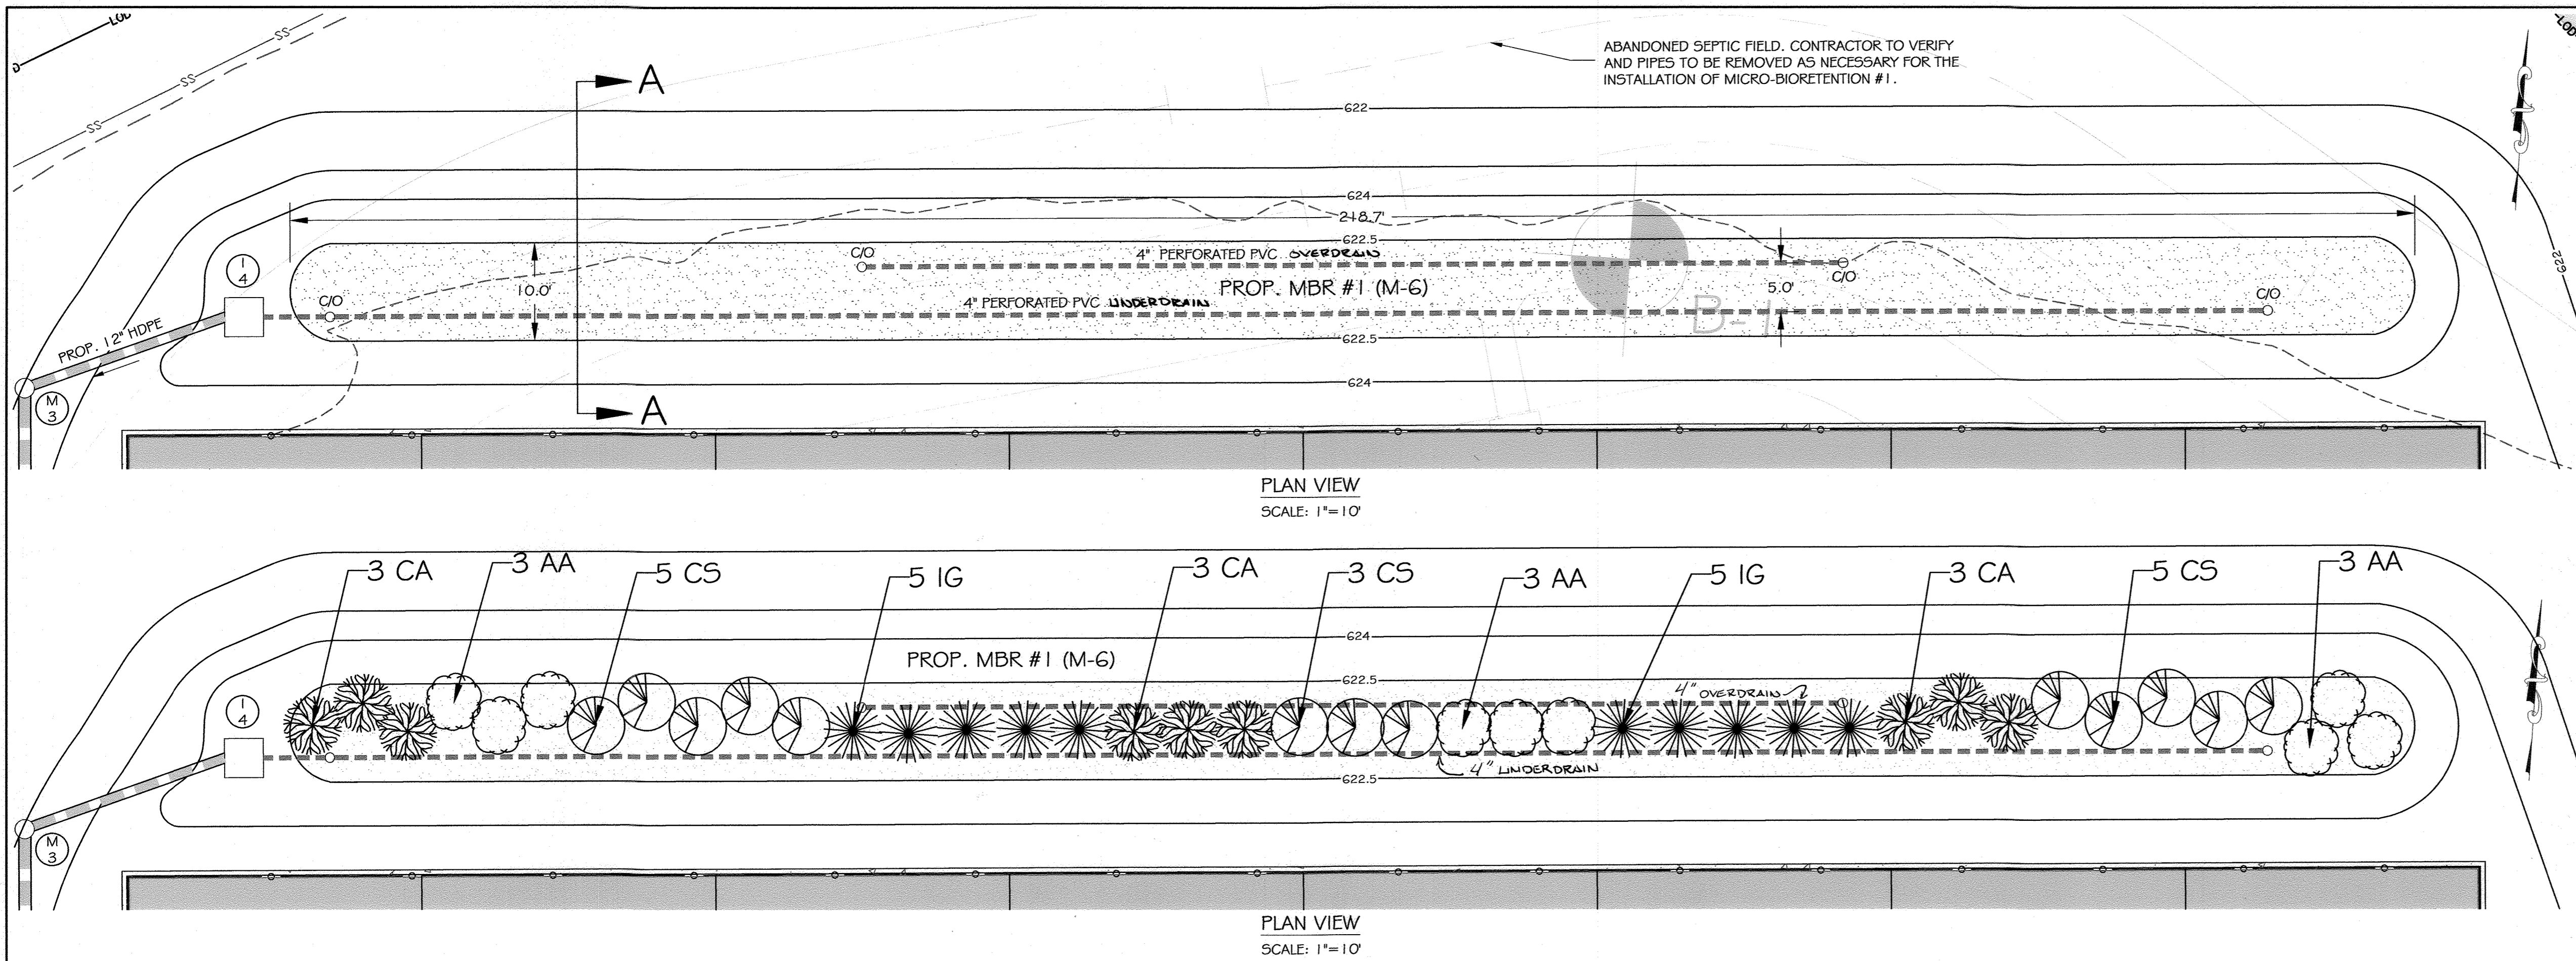 LOD
D
SS
SS
SS
A
ABANDONED SEPTIC FIELD. CONTRACTOR TO VERIFY
AND PIPES TO BE REMOVED AS NECESSARY FOR THE
INSTALLATION OF MICRO-BIORETENTION #1.
LOD
622
624
218.7'
622.5
C/O
4" PERFORATED PVC OVERDRAIN
C/O
622
I
4
10.0'
PROP. MBR #1 (M-6)
5.0'
C/O
C/O
4" PERFORATED PVC UNDERDRAIN
B-1
PROP. 12" HDPE
622.5
M
3
A
624
PLAN VIEW
SCALE: 1"=10'
3 CA
3 AA
5 CS
5 IG
3 CA
3 CS
3 AA
5 IG
3 CA
5 CS
3 AA
624
PROP. MBR #1 (M-6)
622.5
4" OVERDRAIN
I
4
4" UNDERDRAIN
622.5
M
3
PLAN VIEW
SCALE: 1"=10'